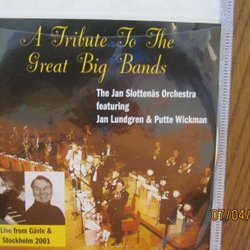 A Tribute To The
Great Big Bands
The Jan Slottenäs Orchestra
featuring
Jan Lundgren & Putte Wickman
Live from Gävle &
Stockholm 2001
07/04/